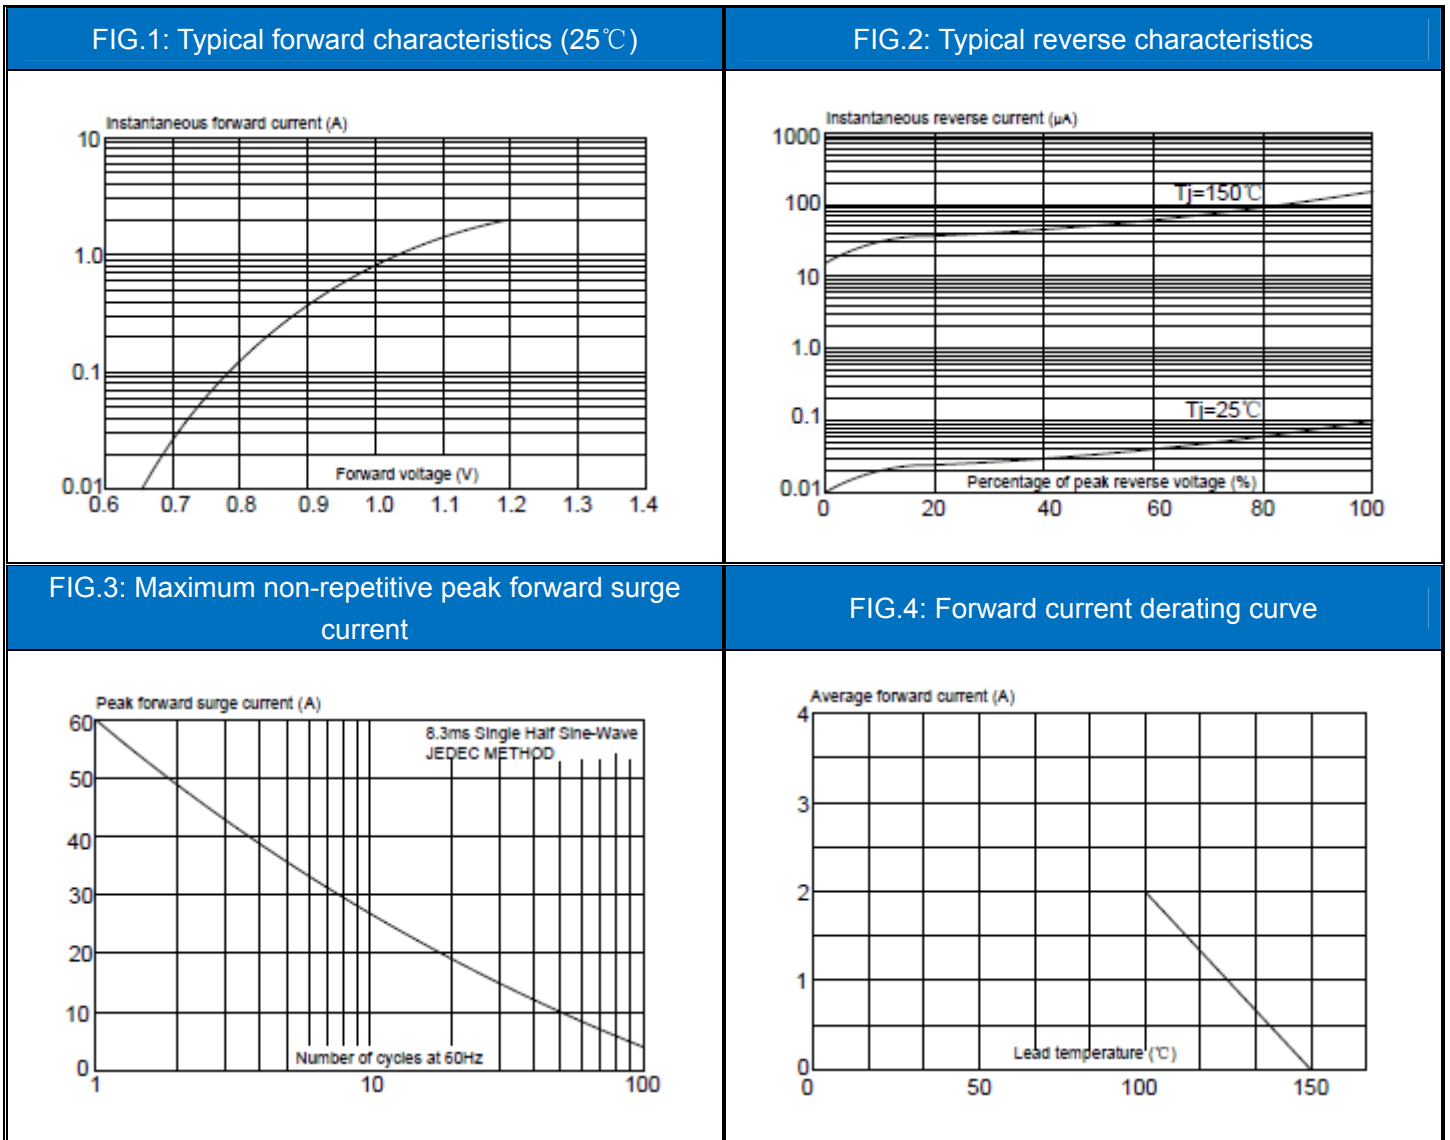 FIG.1: Typical forward characteristics (25℃)
FIG.2: Typical reverse characteristics
Instantaneous forward current (A)
10
1.0
0.1
0.01
Forward voltage (V)
0.6 0.7 0.8 0.9 1.0 1.1 1.2 1.3 1.4
Instantaneous reverse current (μA)
1000
Tj=150℃
100
10
1.0
Tj=25℃
0.1
0.01
Percentage of peak reverse voltage (%)
0 20 40 60 80 100
FIG.3: Maximum non-repetitive peak forward surge
current
FIG.4: Forward current derating curve
Peak forward surge current (A)
60
8.3ms Single Half Sine-Wave
JEDEC METHOD
50
40
30
20
10
Number of cycles at 60Hz
0
1 10 100
Average forward current (A)
4
3
2
1
Lead temperature (℃)
0
0 50 100 150